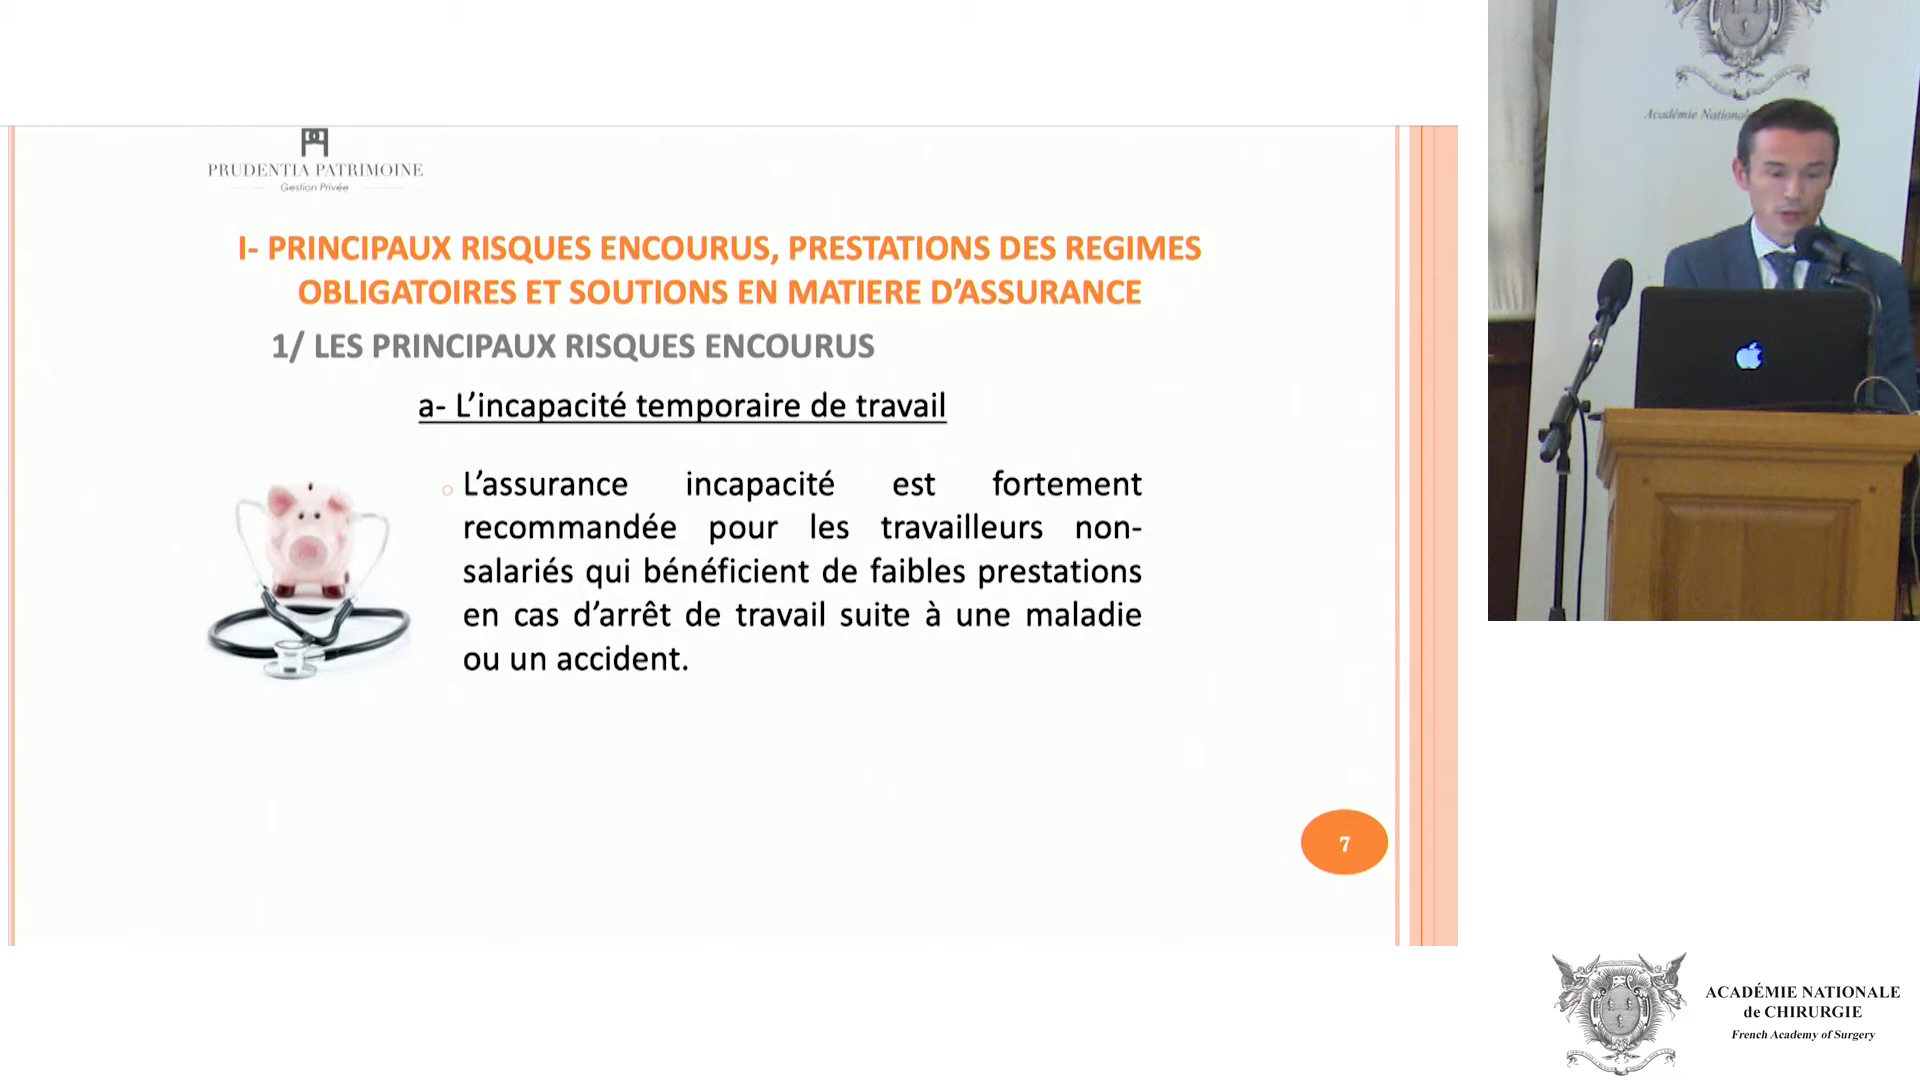 PRUDENTIA PATRIMOINE
Gestion Privée
I- PRINCIPAUX RISQUES ENCOURUS, PRESTATIONS DES REGIMES
OBLIGATOIRES ET SOUTIONS EN MATIERE D’ASSURANCE
1/ LES PRINCIPAUX RISQUES ENCOURUS
a- L’incapacité temporaire de travail
L’assurance incapacité est fortement
recommandée pour les travailleurs non-
salariés qui bénéficient de faibles prestations
en cas d’arrêt de travail suite à une maladie
ou un accident.
7
Académie Nationale
ACADÉMIE NATIONALE
de CHIRURGIE
French Academy of Surgery